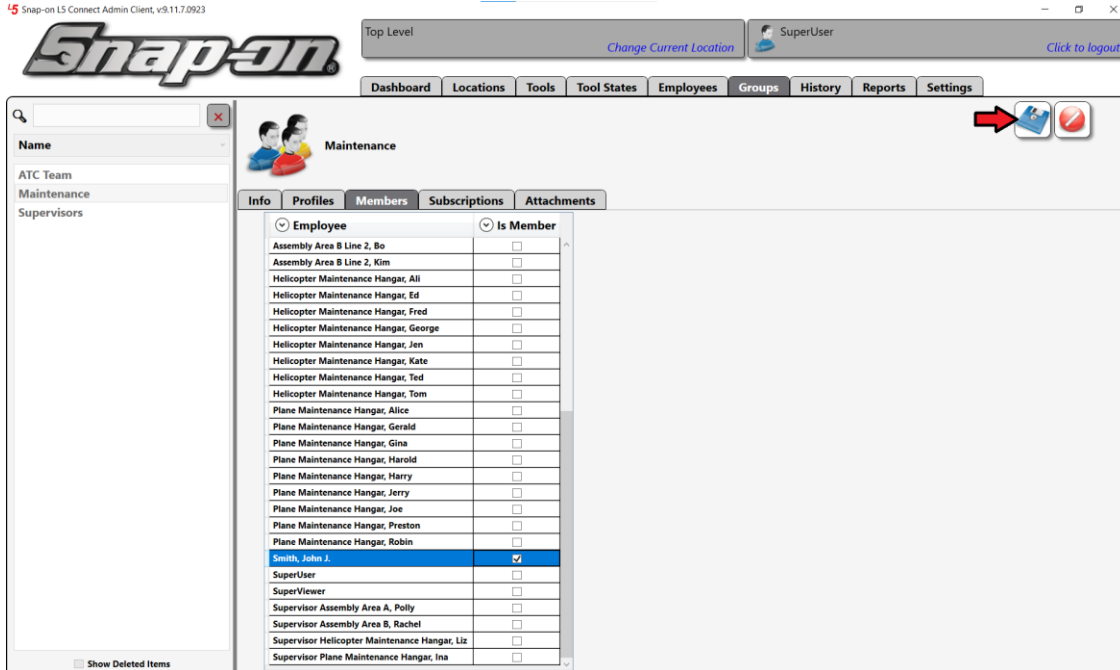 L5 Snap-on L5 Connect Admin Client, v:9.11.7.0923
Snap-on
Top Level
Change Current Location
SuperUser
Click to logout
Dashboard Locations Tools Tool States Employees Groups History Reports Settings
Name
ATC Team
Maintenance
Supervisors
Show Deleted Items
Maintenance
Info Profiles Members Subscriptions Attachments
Employee Is Member
Assembly Area B Line 2, Bo
Assembly Area B Line 2, Kim
Helicopter Maintenance Hangar, Ali
Helicopter Maintenance Hangar, Ed
Helicopter Maintenance Hangar, Fred
Helicopter Maintenance Hangar, George
Helicopter Maintenance Hangar, Jen
Helicopter Maintenance Hangar, Kate
Helicopter Maintenance Hangar, Ted
Helicopter Maintenance Hangar, Tom
Plane Maintenance Hangar, Alice
Plane Maintenance Hangar, Gerald
Plane Maintenance Hangar, Gina
Plane Maintenance Hangar, Harold
Plane Maintenance Hangar, Harry
Plane Maintenance Hangar, Jerry
Plane Maintenance Hangar, Joe
Plane Maintenance Hangar, Preston
Plane Maintenance Hangar, Robin
Smith, John J.
SuperUser
SuperViewer
Supervisor Assembly Area A, Polly
Supervisor Assembly Area B, Rachel
Supervisor Helicopter Maintenance Hangar, Liz
Supervisor Plane Maintenance Hangar, Ina